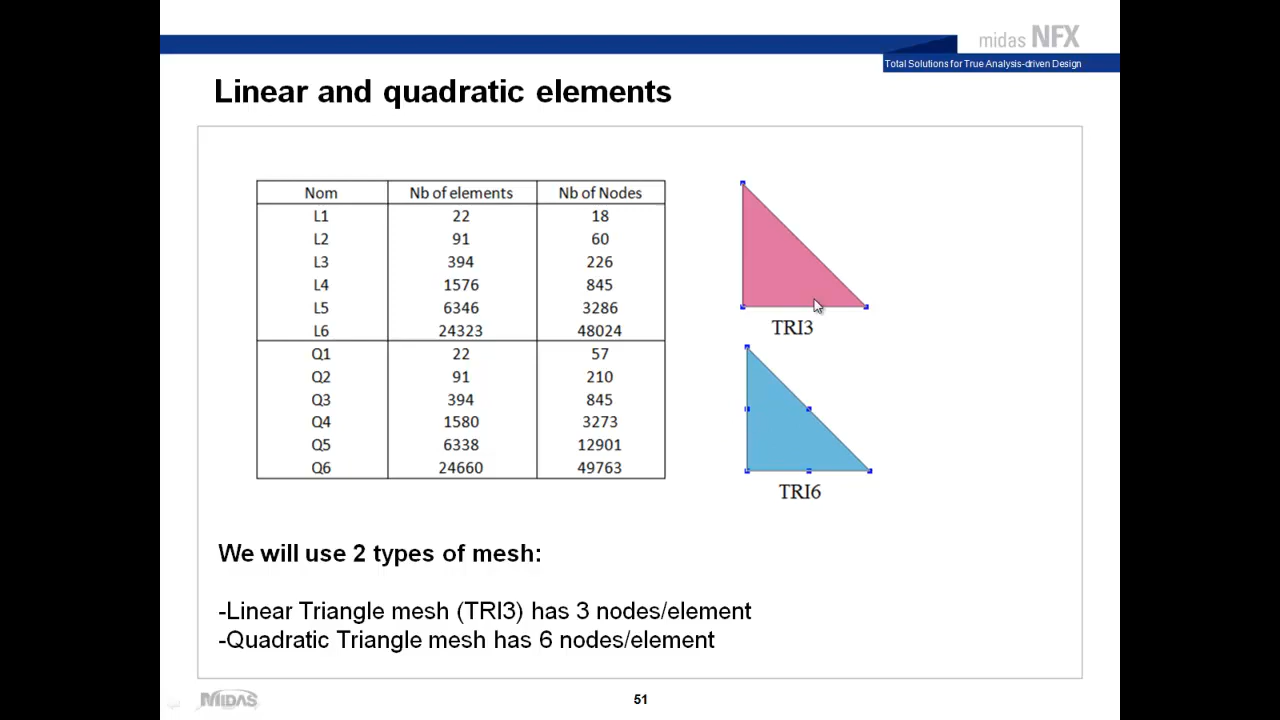 midas NFX
Total Solutions for True Analysis-driven Design
Linear and quadratic elements
Nom Nb of elements Nb of Nodes
L1 22 18
L2 91 60
L3 394 226
L4 1576 845
L5 6346 3286
L6 24323 48024
Q1 22 57
Q2 91 210
Q3 394 845
Q4 1580 3273
Q5 6338 12901
Q6 24660 49763
TRI3
TRI6
We will use 2 types of mesh:
-Linear Triangle mesh (TRI3) has 3 nodes/element
-Quadratic Triangle mesh has 6 nodes/element
MIDAS
51